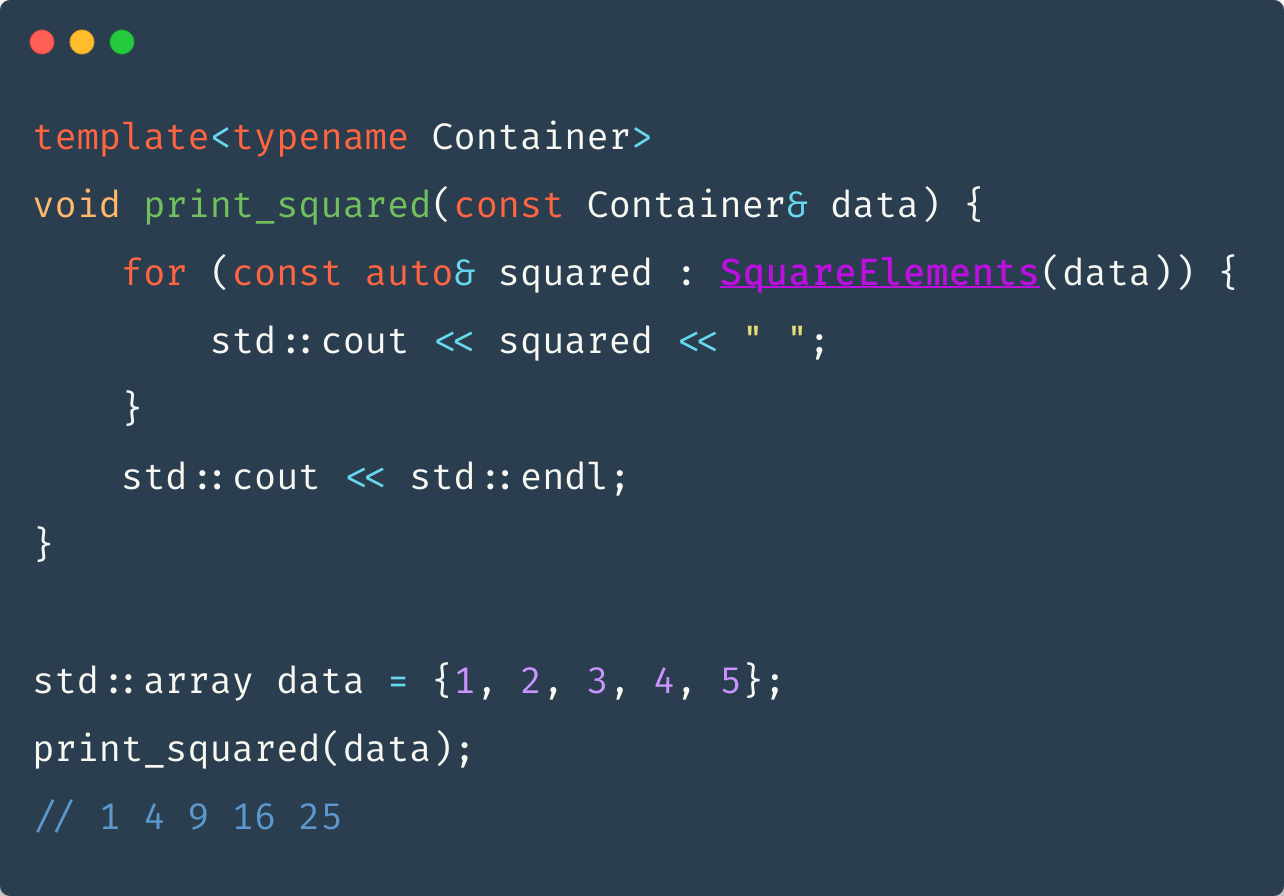 template<typename Container>
void print_squared(const Container& data) {
    for (const auto& squared : SquareElements(data)) {
        std::cout << squared << " ";
    }
    std::cout << std::endl;
}

std::array data = {1, 2, 3, 4, 5};
print_squared(data);
// 1 4 9 16 25